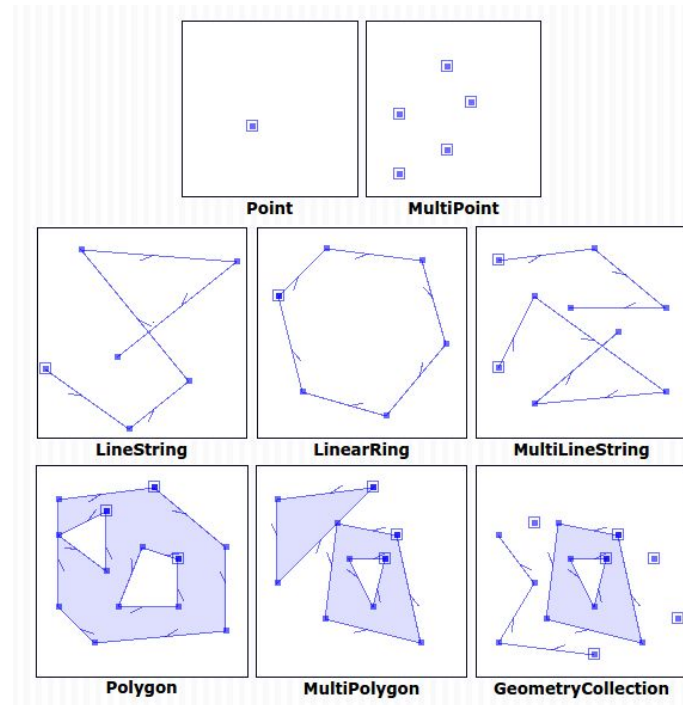 Point
MultiPoint
LineString
LinearRing
MultiLineString
Polygon
MultiPolygon
GeometryCollection